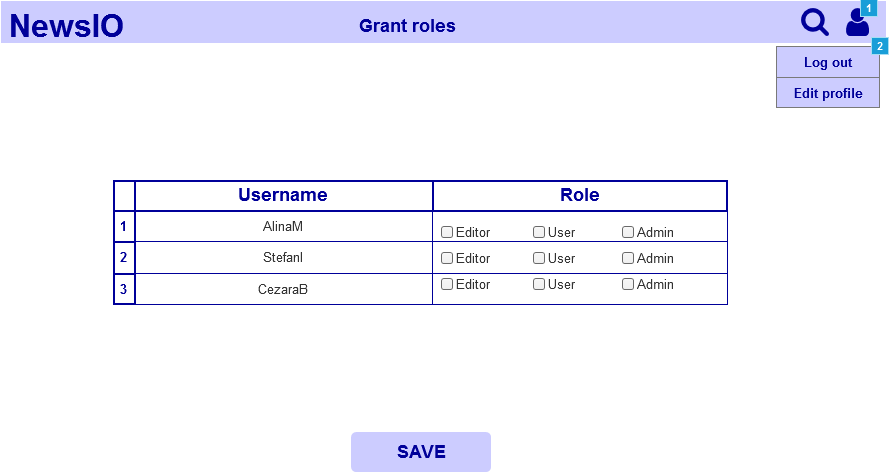 NewsIO Grant roles 1
2
Log out
Edit profile
Username Role
1 AlinaM Editor User Admin
2 StefanI Editor User Admin
3 CezaraB Editor User Admin
SAVE